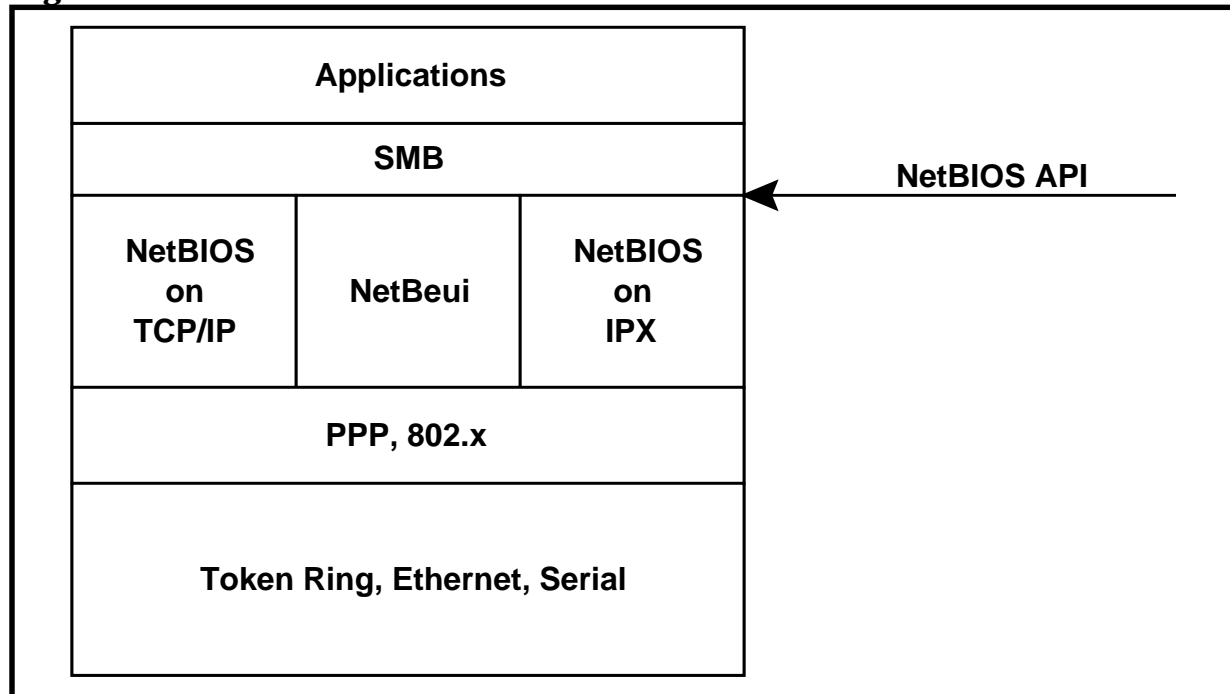 Applications
SMB
NetBIOS API
NetBIOS
on
TCP/IP
NetBeui
NetBIOS
on
IPX
PPP, 802.x
Token Ring, Ethernet, Serial